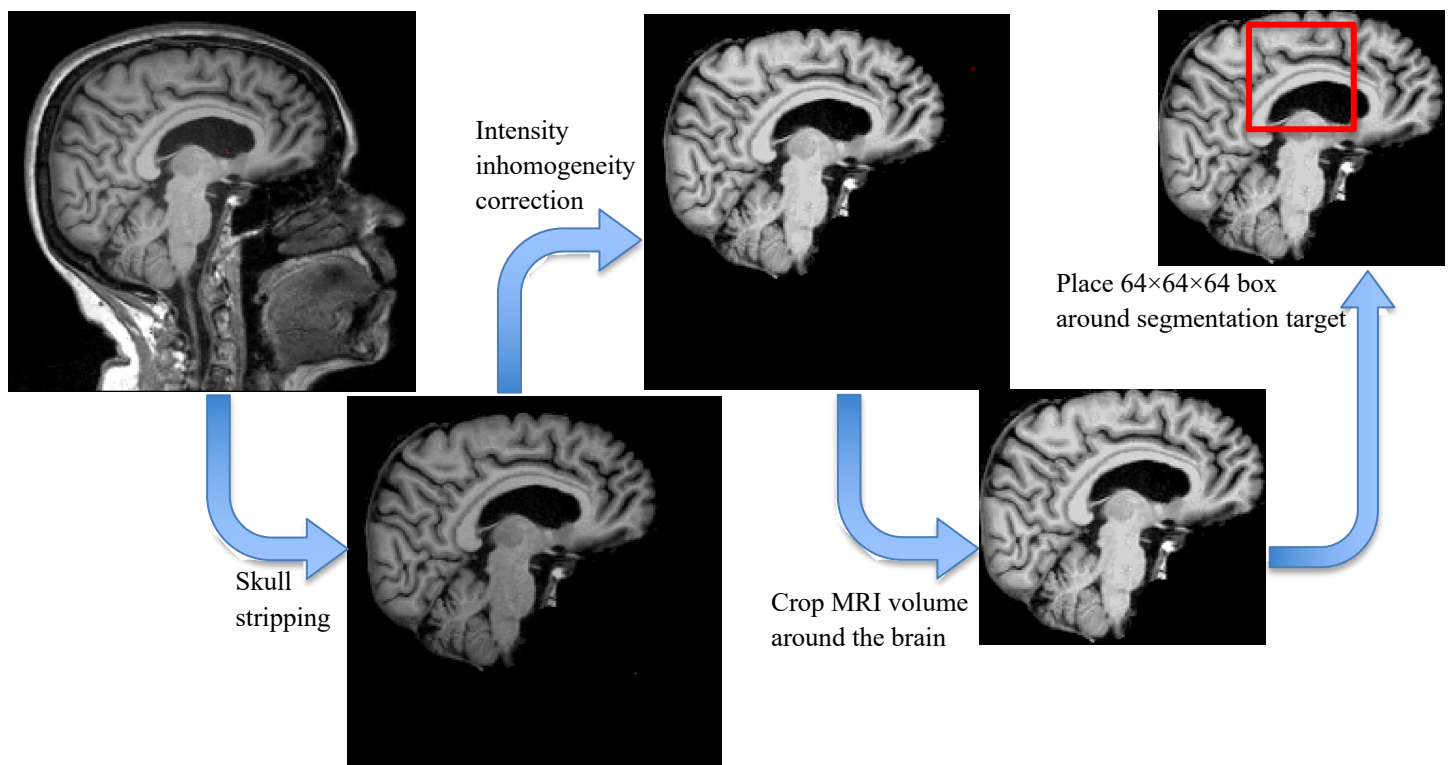 Skull
stripping
Intensity
inhomogeneity
correction
Crop MRI volume
around the brain
Place 64×64×64 box
around segmentation target